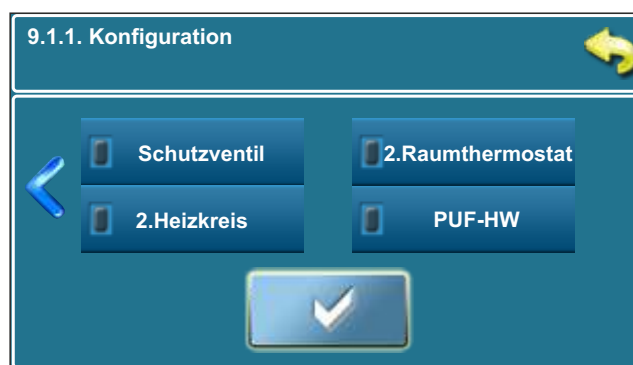 9.1.1. Konfiguration
Schutzventil
2.Raumthermostat
2.Heizkreis
PUF-HW